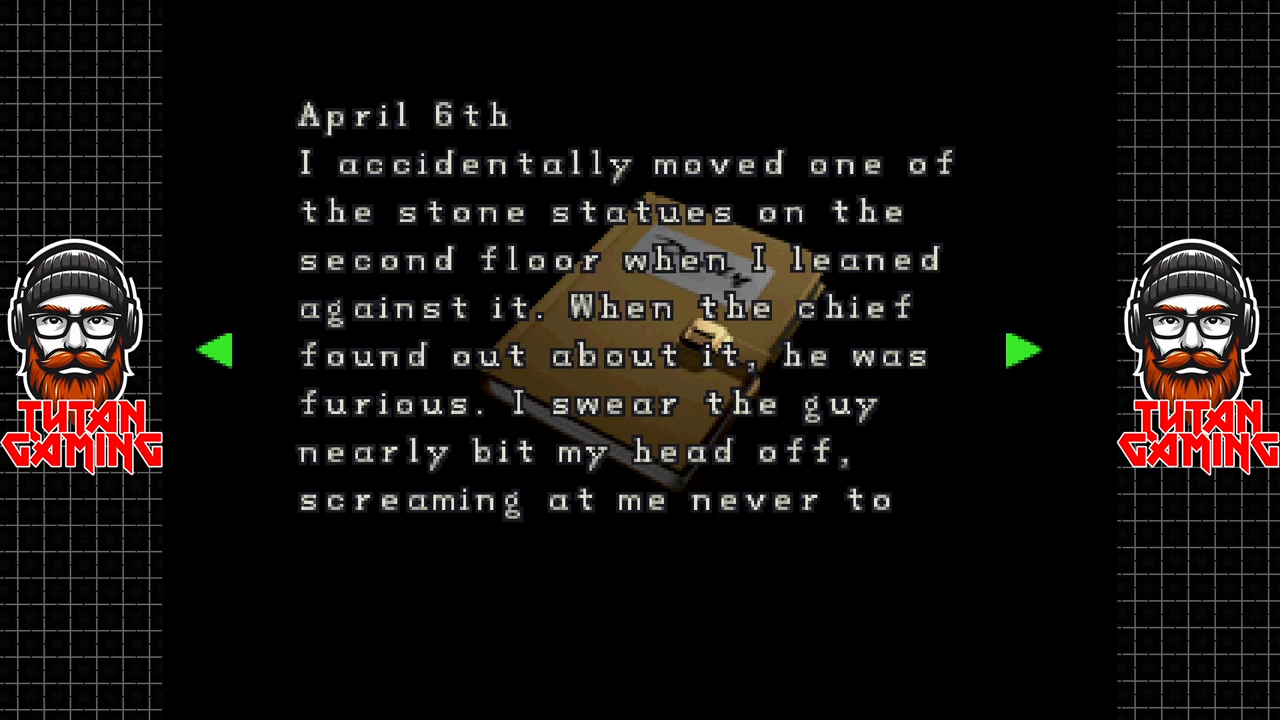 April 6th
I accidentally moved one of
the stone statues on the
second floor when I leaned
against it. When the chief
found out about it, he was
furious. I swear the guy
nearly bit my head off,
screaming at me never to
Diary
TUTAN
GAMING
TUTAN
GAMING